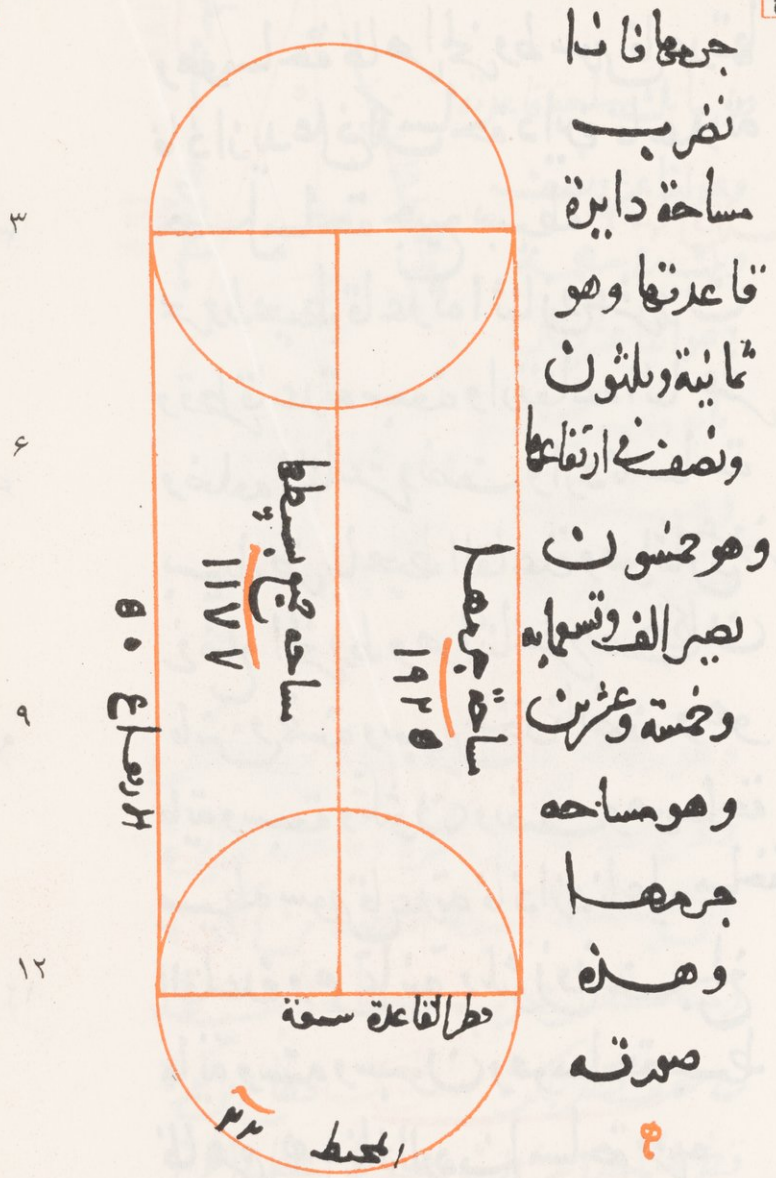 جرمها فانا
نضرب
مساحة دايرة
قاعدتها وهو
ثمانية وثلثون
ونصف في ارتفاعها
وهو خمسون
يصير الف وتسعمايه
وخمسة وعشرين
وهو مساحه
جرمها
وهذه
صورته
٣
٦
٩
١٢
مساحة جرمها
١٩٢٥
مساحه جميع بسيطها
١١٧٧
الارتفاع ٥٠
قطر القاعدة سبعة
المحيط ٢٢